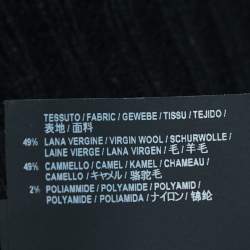 TESSUTO / FABRIC / GEWEBE / TISSU / TEJIDO /
表地 / 面料
49% LANA VERGINE / VIRGIN WOOL / SCHURWOLLE /
LAINE VIERGE / LANA VIRGEN / 毛 / 羊毛
49% CAMMELLO / CAMEL / KAMEL / CHAMEAU /
CAMELLO / キャメル / 骆驼毛
2% POLIAMMIDE / POLYAMIDE / POLYAMID /
POLYAMIDE / POLIAMIDA / ナイロン / 锦纶